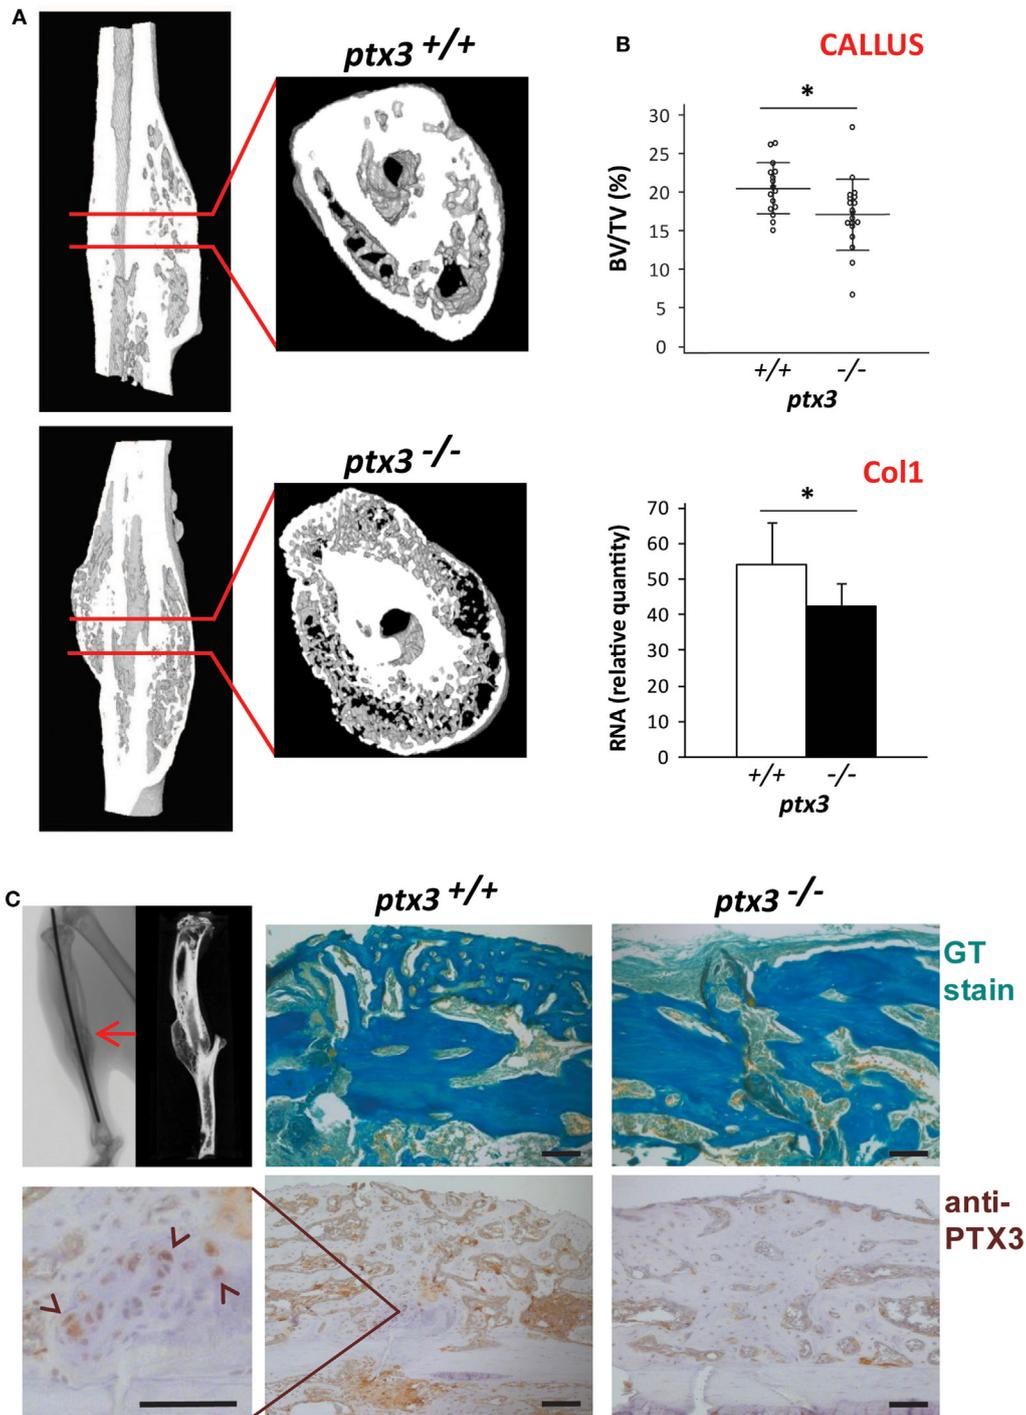 A
ptx3 +/+
ptx3 -/-
B
CALLUS
*
BV/TV (%)
30
25
20
15
10
5
0
+/+ -/-
ptx3
Col1
*
RNA (relative quantity)
70
60
50
40
30
20
10
0
+/+ -/-
ptx3
C
ptx3 +/+
ptx3 -/-
GT
stain
anti-
PTX3